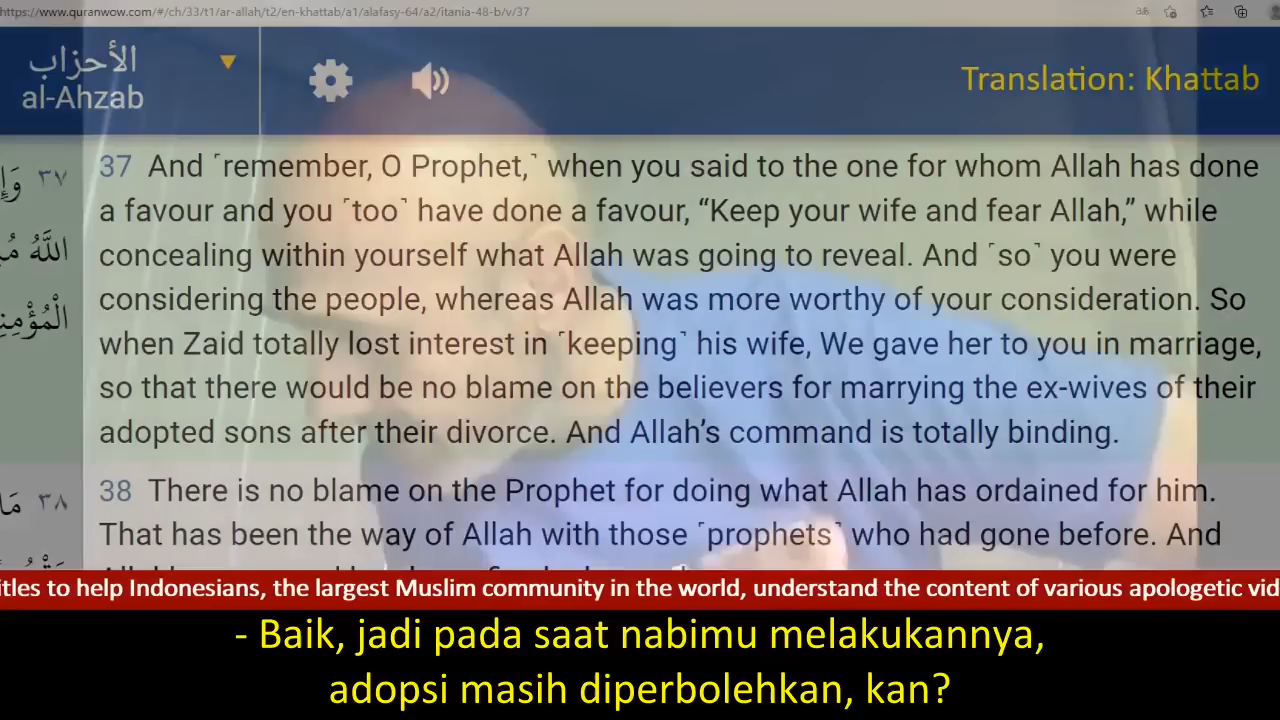 https://www.quranwow.com/#/ch/33/t1/ar-allah/t2/en-khattab/a1/alafasy-64/a2/itania-48-b/v/37
الأحزاب
al-Ahzab
Translation: Khattab
٣٧
37 And ˹remember, O Prophet,˺ when you said to the one for whom Allah has done
a favour and you ˹too˺ have done a favour, “Keep your wife and fear Allah,” while
اللَّهُ
concealing within yourself what Allah was going to reveal. And ˹so˺ you were
considering the people, whereas Allah was more worthy of your consideration. So
when Zaid totally lost interest in ˹keeping˺ his wife, We gave her to you in marriage,
so that there would be no blame on the believers for marrying the ex-wives of their
adopted sons after their divorce. And Allah’s command is totally binding.
٣٨
38 There is no blame on the Prophet for doing what Allah has ordained for him.
That has been the way of Allah with those ˹prophets˺ who had gone before. And
to help Indonesians, the largest Muslim community in the world, understand the content of various apologetic
- Baik, jadi pada saat nabimu melakukannya,
adopsi masih diperbolehkan, kan?